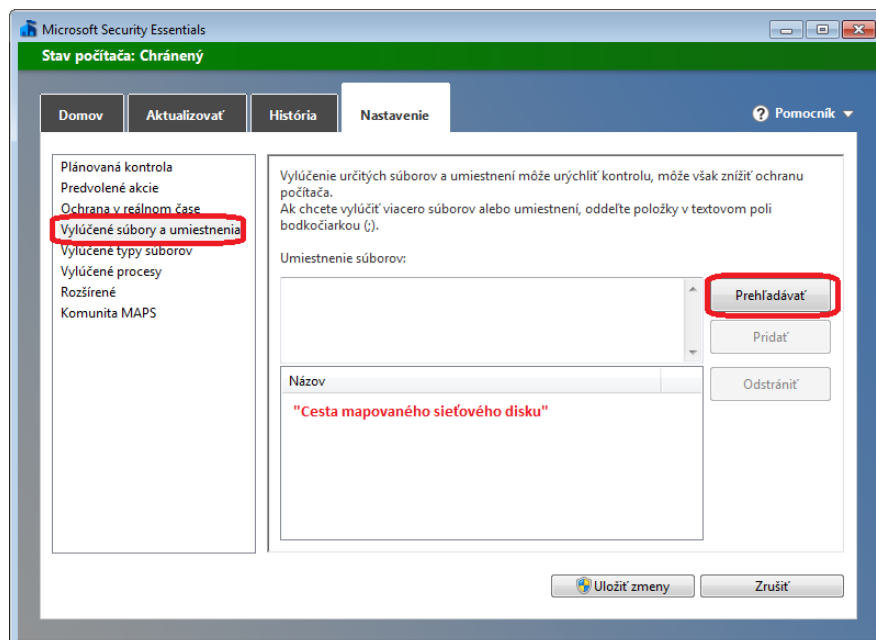 Microsoft Security Essentials
Stav počítača: Chránený
Domov
Aktualizovať
História
Nastavenie
Pomocník
Plánovaná kontrola
Predvolené akcie
Ochrana v reálnom čase
Vylúčené súbory a umiestnenia
Vylúčené typy súborov
Vylúčené procesy
Rozšírené
Komunita MAPS
Vylúčenie určitých súborov a umiestnení môže urýchliť kontrolu, môže však znížiť ochranu
počítača.
Ak chcete vylúčiť viacero súborov alebo umiestnení, oddeľte položky v textovom poli
bodkočiarkou (;).
Umiestnenie súborov:
Prehľadávať
Pridať
Názov
Odstrániť
"Cesta mapovaného sieťového disku"
Uložiť zmeny
Zrušiť